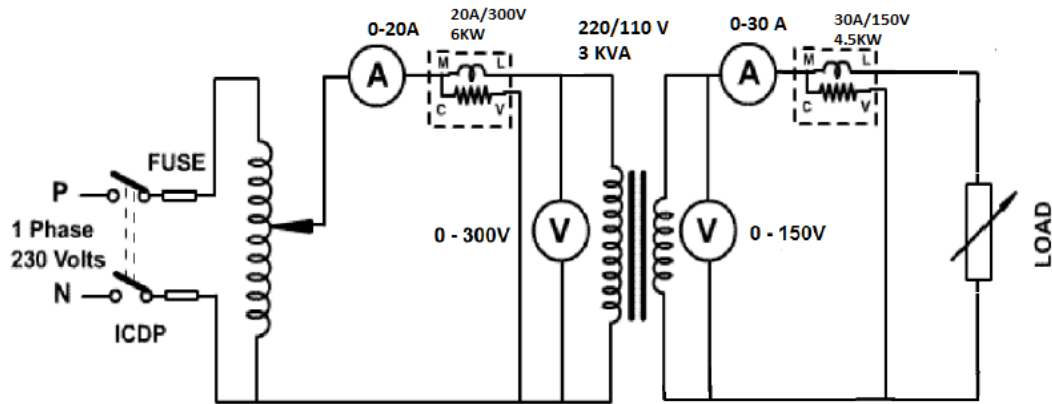 0-20A
20A/300V
6KW
M L
C V
A
220/110 V
3 KVA
0-30 A
30A/150V
4.5KW
M L
C V
A
FUSE
P
1 Phase
230 Volts
N
ICDP
0 - 300V
V
V
0 - 150V
LOAD